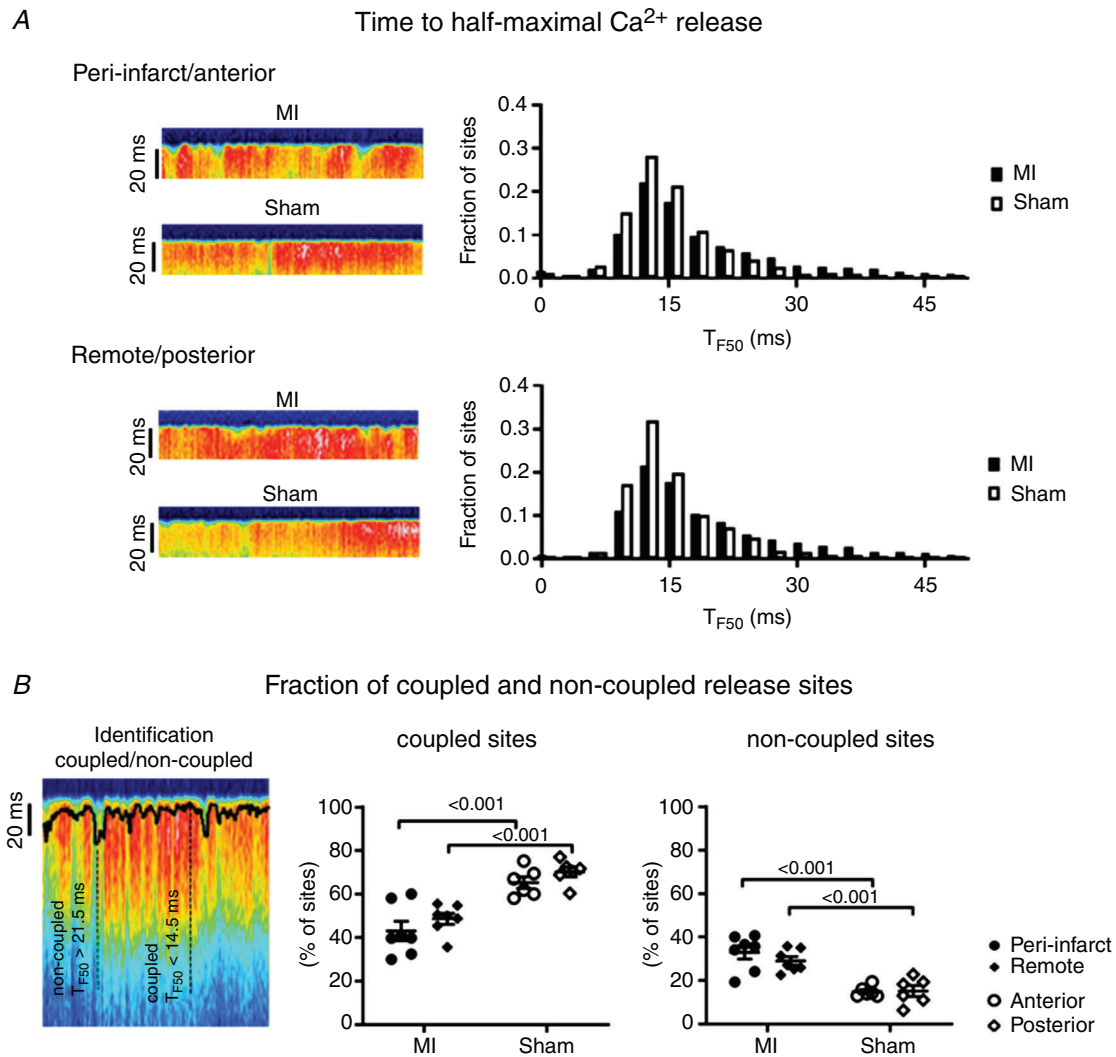 A
Time to half-maximal Ca²⁺ release
Peri-infarct/anterior
MI
20 ms
Sham
20 ms
0.4
0.3
0.2
0.1
0.0
Fraction of sites
0 15 30 45
T_F50 (ms)
MI
Sham
Remote/posterior
MI
20 ms
Sham
20 ms
0.4
0.3
0.2
0.1
0.0
Fraction of sites
0 15 30 45
T_F50 (ms)
MI
Sham
B
Fraction of coupled and non-coupled release sites
Identification
coupled/non-coupled
20 ms
non-coupled
T_F50 > 21.5 ms
coupled
T_F50 < 14.5 ms
coupled sites
100
80
60
40
20
0
(% of sites)
<0.001
<0.001
MI Sham
non-coupled sites
100
80
60
40
20
0
(% of sites)
<0.001
<0.001
MI Sham
Peri-infarct
Remote
Anterior
Posterior